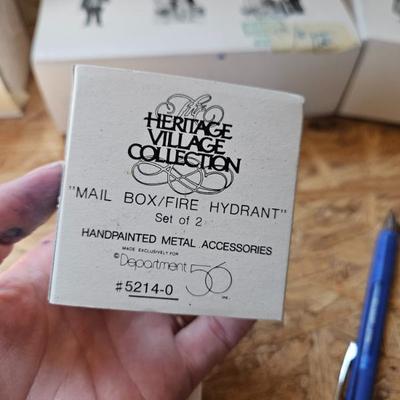 The
HERITAGE
VILLAGE
COLLECTION
"MAIL BOX/FIRE HYDRANT"
Set of 2
HANDPAINTED METAL ACCESSORIES
MADE EXCLUSIVELY FOR
©Department 56 INC.
#5214-0